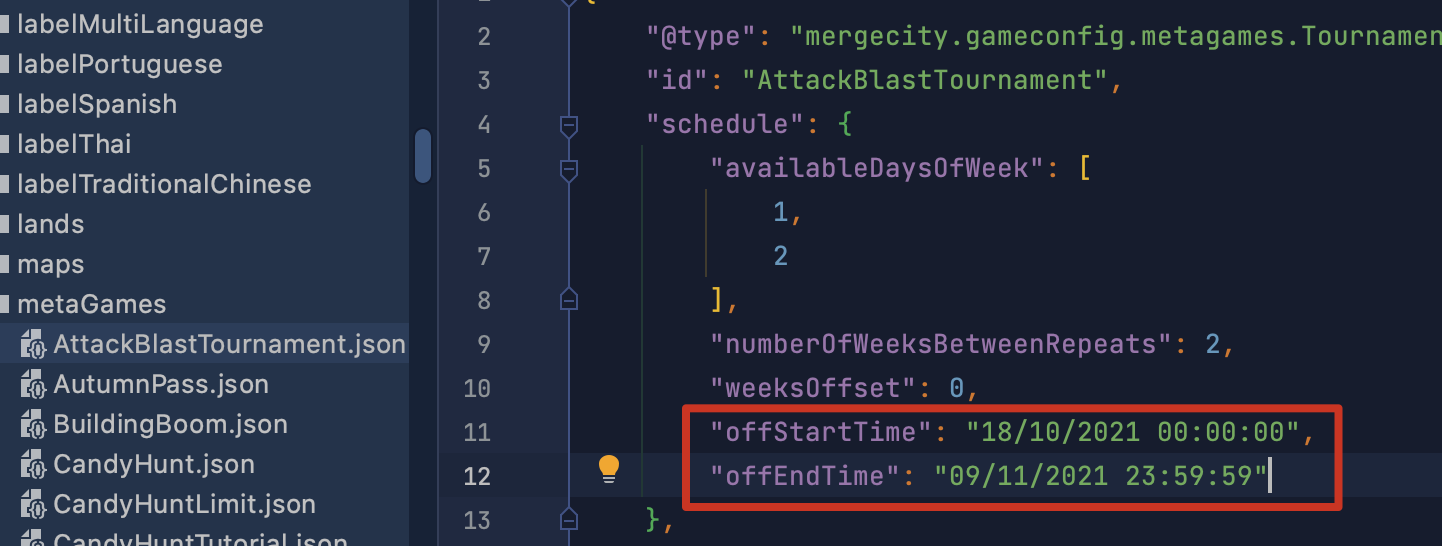 labelMultiLanguage
labelPortuguese
labelSpanish
labelThai
labelTraditionalChinese
lands
maps
metaGames
AttackBlastTournament.json
AutumnPass.json
BuildingBoom.json
CandyHunt.json
CandyHuntLimit.json
CandyHuntTutorial.json
2 "@type": "mergecity.gameconfig.metagames.Tournamen
3 "id": "AttackBlastTournament",
4 "schedule": {
5 "availableDaysOfWeek": [
6 1,
7 2
8 ],
9 "numberOfWeeksBetweenRepeats": 2,
10 "weeksOffset": 0,
11 "offStartTime": "18/10/2021 00:00:00",
12 "offEndTime": "09/11/2021 23:59:59"
13 },